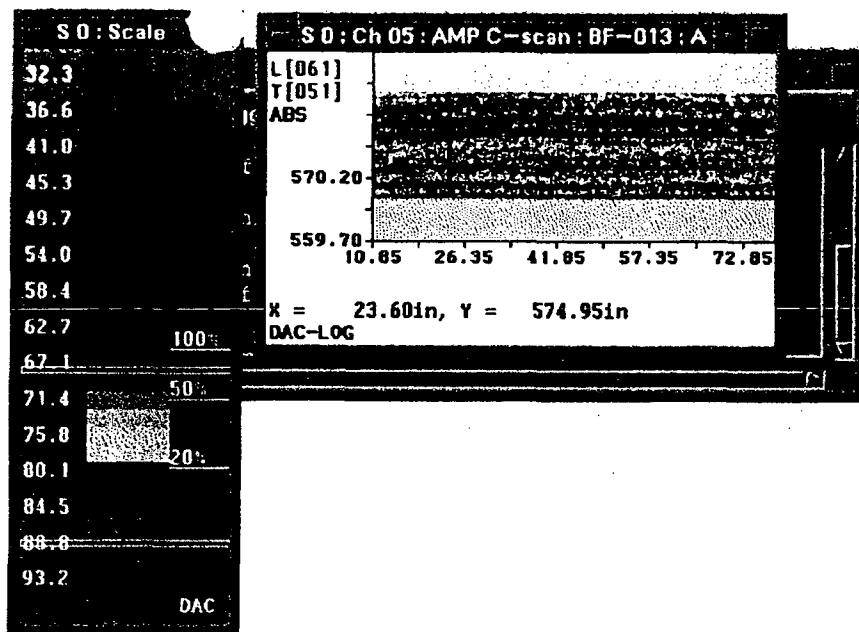 S 0 : Scale
32.3
36.6
41.0
45.3
49.7
54.0
58.4
62.7
67.1
71.4
75.8
80.1
84.5
88.8
93.2
100%
50%
20%
DAC
S 0 : Ch 05 : AMP C-scan : BF-013 : A
L[061]
T[051]
ABS
570.20
559.70
10.85 26.35 41.85 57.35 72.85
X = 23.60in, Y = 574.95in
DAC-LOG